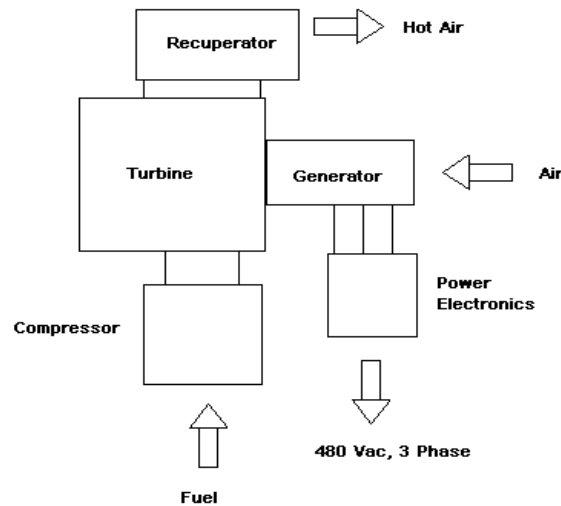 Recuperator
Hot Air
Turbine
Generator
Air
Power
Electronics
Compressor
480 Vac, 3 Phase
Fuel